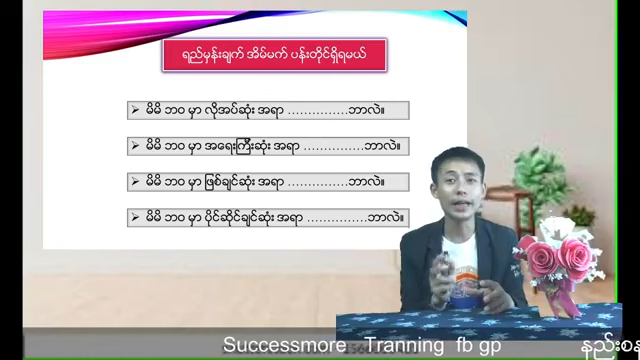 ရည်မှန်းချက် အိမ်မက် ပန်းတိုင်ရှိရမယ်
➢ မိမိ ဘဝ မှာ လိုအပ်ဆုံး အရာ ……………ဘာလဲ။
➢ မိမိ ဘဝ မှာ အရေးကြီးဆုံး အရာ ……………ဘာလဲ။
➢ မိမိ ဘဝ မှာ ဖြစ်ချင်ဆုံး အရာ ……………ဘာလဲ။
➢ မိမိ ဘဝ မှာ ပိုင်ဆိုင်ချင်ဆုံး အရာ ……………ဘာလဲ။
Successmore Tranning fb gp